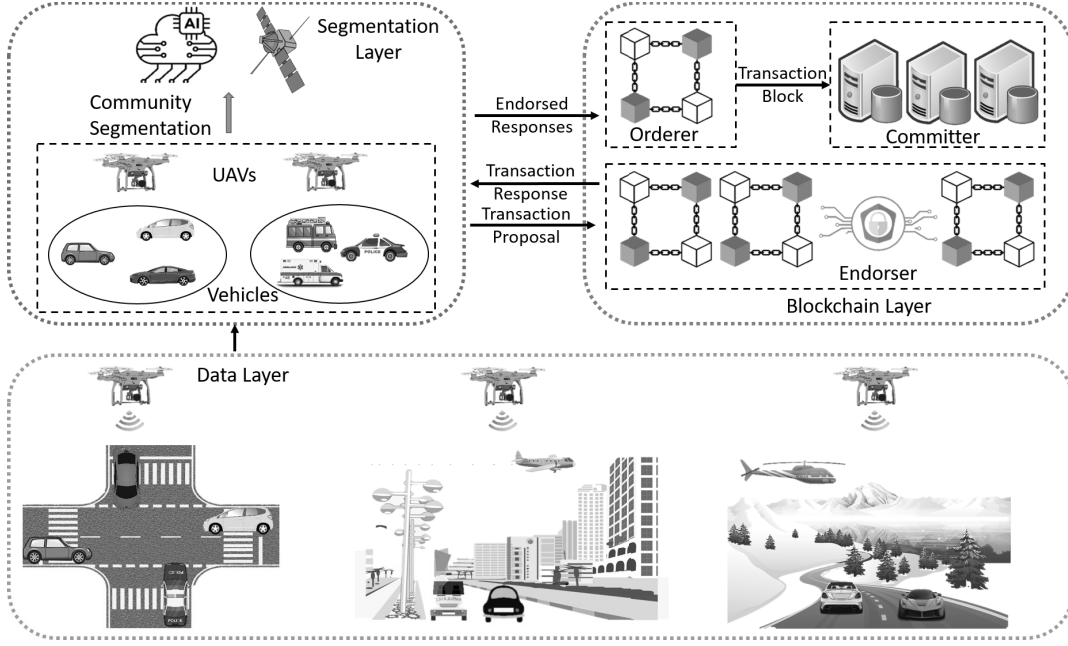 AI
Segmentation
Layer
Community
Segmentation
UAVs
POLICE
AMBULANCE
Vehicles
Endorsed
Responses
Transaction
Response
Transaction
Proposal
Orderer
Transaction
Block
Committer
Endorser
Blockchain Layer
Data Layer
POLICE